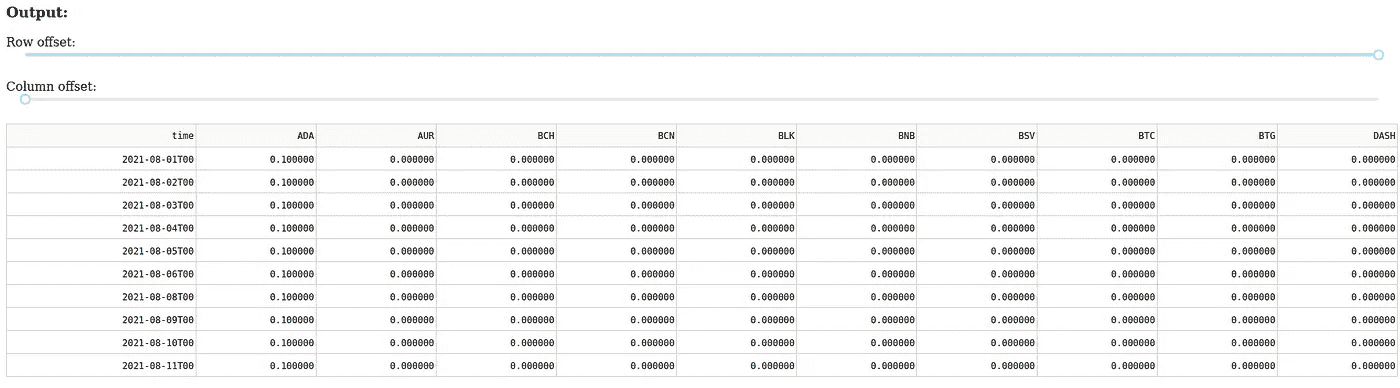 Output:
Row offset:
Column offset:
time ADA AUR BCH BCN BLK BNB BSV BTC BTG DASH
2021-08-01T00 0.100000 0.000000 0.000000 0.000000 0.000000 0.000000 0.000000 0.000000 0.000000 0.000000
2021-08-02T00 0.100000 0.000000 0.000000 0.000000 0.000000 0.000000 0.000000 0.000000 0.000000 0.000000
2021-08-03T00 0.100000 0.000000 0.000000 0.000000 0.000000 0.000000 0.000000 0.000000 0.000000 0.000000
2021-08-04T00 0.100000 0.000000 0.000000 0.000000 0.000000 0.000000 0.000000 0.000000 0.000000 0.000000
2021-08-05T00 0.100000 0.000000 0.000000 0.000000 0.000000 0.000000 0.000000 0.000000 0.000000 0.000000
2021-08-06T00 0.100000 0.000000 0.000000 0.000000 0.000000 0.000000 0.000000 0.000000 0.000000 0.000000
2021-08-08T00 0.100000 0.000000 0.000000 0.000000 0.000000 0.000000 0.000000 0.000000 0.000000 0.000000
2021-08-09T00 0.100000 0.000000 0.000000 0.000000 0.000000 0.000000 0.000000 0.000000 0.000000 0.000000
2021-08-10T00 0.100000 0.000000 0.000000 0.000000 0.000000 0.000000 0.000000 0.000000 0.000000 0.000000
2021-08-11T00 0.100000 0.000000 0.000000 0.000000 0.000000 0.000000 0.000000 0.000000 0.000000 0.000000